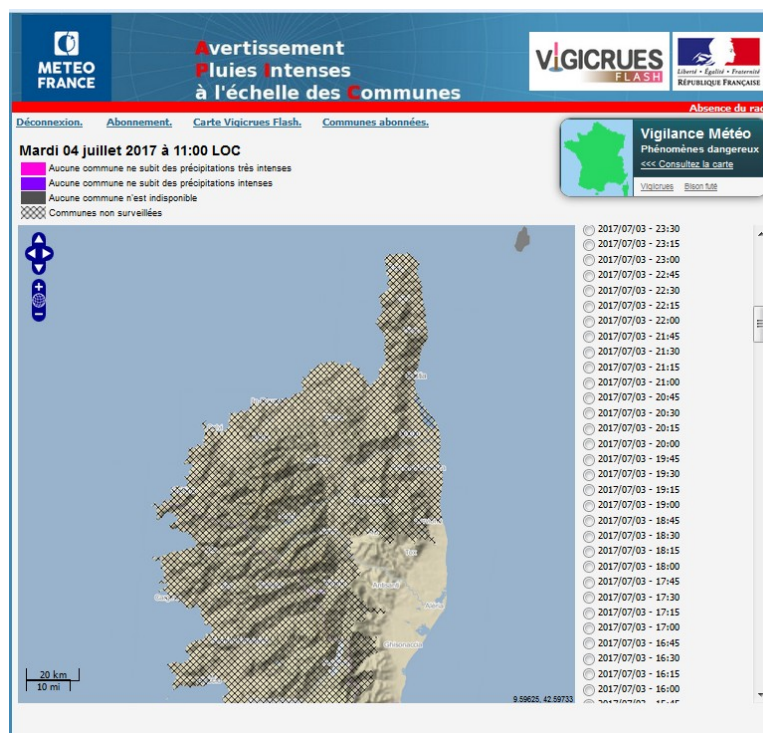 METEO
FRANCE
Avertissement
Pluies Intenses
à l'échelle des Communes
VIGICRUES
FLASH
Liberté • Égalité • Fraternité
RÉPUBLIQUE FRANÇAISE
Absence du
Déconnexion.
Abonnement.
Carte Vigicrues Flash.
Communes abonnées.
Vigilance Météo
Phénomènes dangereux
<<< Consultez la carte
Vigicrues
Bison futé
Mardi 04 juillet 2017 à 11:00 LOC
Aucune commune ne subit des précipitations très intenses
Aucune commune ne subit des précipitations intenses
Aucune commune n'est indisponible
Communes non surveillées
2017/07/03 - 23:30
2017/07/03 - 23:15
2017/07/03 - 23:00
2017/07/03 - 22:45
2017/07/03 - 22:30
2017/07/03 - 22:15
2017/07/03 - 22:00
2017/07/03 - 21:45
2017/07/03 - 21:30
2017/07/03 - 21:15
2017/07/03 - 21:00
2017/07/03 - 20:45
2017/07/03 - 20:30
2017/07/03 - 20:15
2017/07/03 - 20:00
2017/07/03 - 19:45
2017/07/03 - 19:30
2017/07/03 - 19:15
2017/07/03 - 19:00
2017/07/03 - 18:45
2017/07/03 - 18:30
2017/07/03 - 18:15
2017/07/03 - 18:00
2017/07/03 - 17:45
2017/07/03 - 17:30
2017/07/03 - 17:15
2017/07/03 - 17:00
2017/07/03 - 16:45
2017/07/03 - 16:30
2017/07/03 - 16:15
2017/07/03 - 16:00
2017/07/03 - 15:45
Tox
Antisanti
Aléria
Ghisonaccia
20 km
10 mi
9.59625, 42.59733